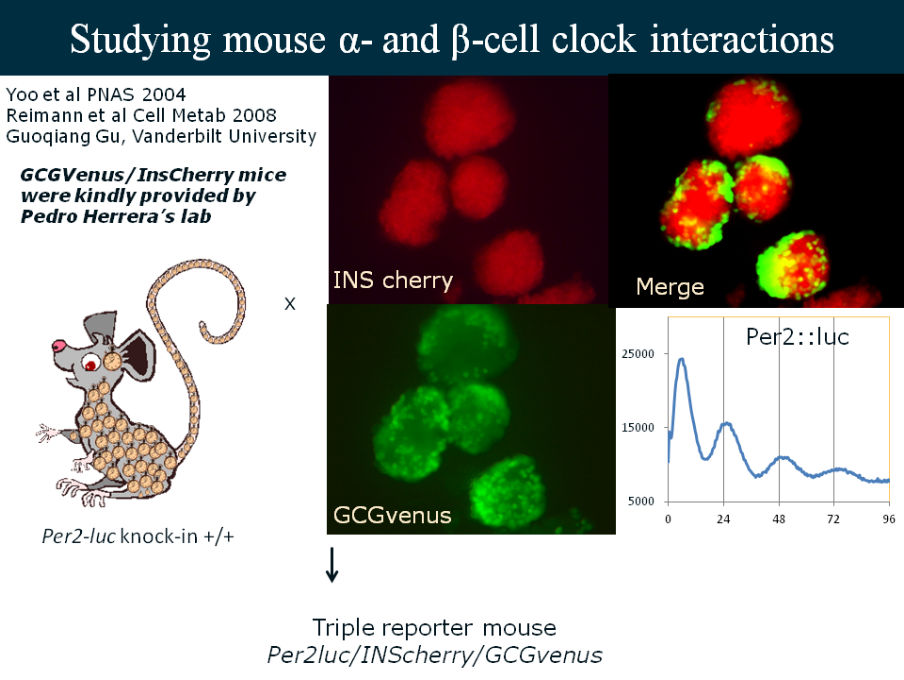 Studying mouse α- and β-cell clock interactions
Yoo et al PNAS 2004
Reimann et al Cell Metab 2008
Guoqiang Gu, Vanderbilt University
GCGVenus/InsCherry mice
were kindly provided by
Pedro Herrera's lab
x
Per2-luc knock-in +/+
INS cherry
Merge
GCGvenus
Per2::luc
25000
15000
5000
0 24 48 72 96
Triple reporter mouse
Per2luc/INScherry/GCGvenus